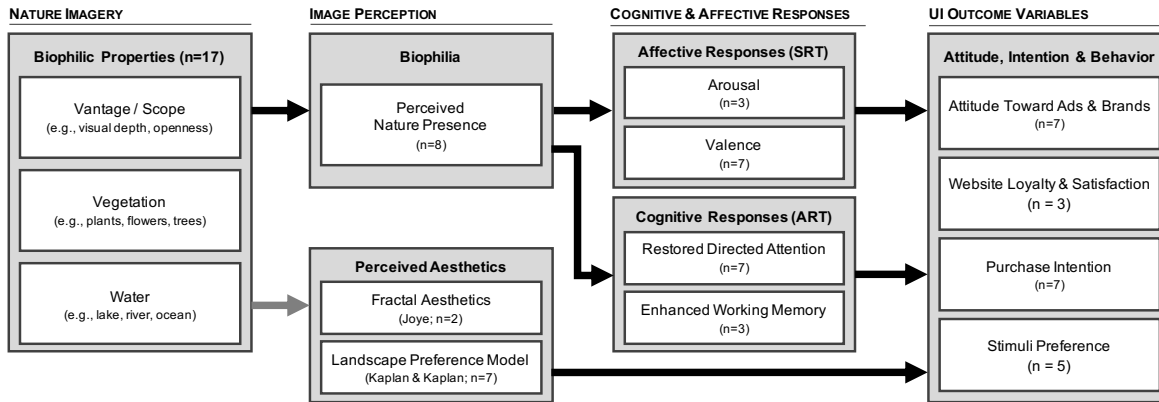 NATURE IMAGERY
Biophilic Properties (n=17)
Vantage / Scope
(e.g., visual depth, openness)
Vegetation
(e.g., plants, flowers, trees)
Water
(e.g., lake, river, ocean)
IMAGE PERCEPTION
Biophilia
Perceived
Nature Presence
(n=8)
Perceived Aesthetics
Fractal Aesthetics
(Joye; n=2)
Landscape Preference Model
(Kaplan & Kaplan; n=7)
COGNITIVE & AFFECTIVE RESPONSES
Affective Responses (SRT)
Arousal
(n=3)
Valence
(n=7)
Cognitive Responses (ART)
Restored Directed Attention
(n=7)
Enhanced Working Memory
(n=3)
UI OUTCOME VARIABLES
Attitude, Intention & Behavior
Attitude Toward Ads & Brands
(n=7)
Website Loyalty & Satisfaction
(n = 3)
Purchase Intention
(n=7)
Stimuli Preference
(n = 5)